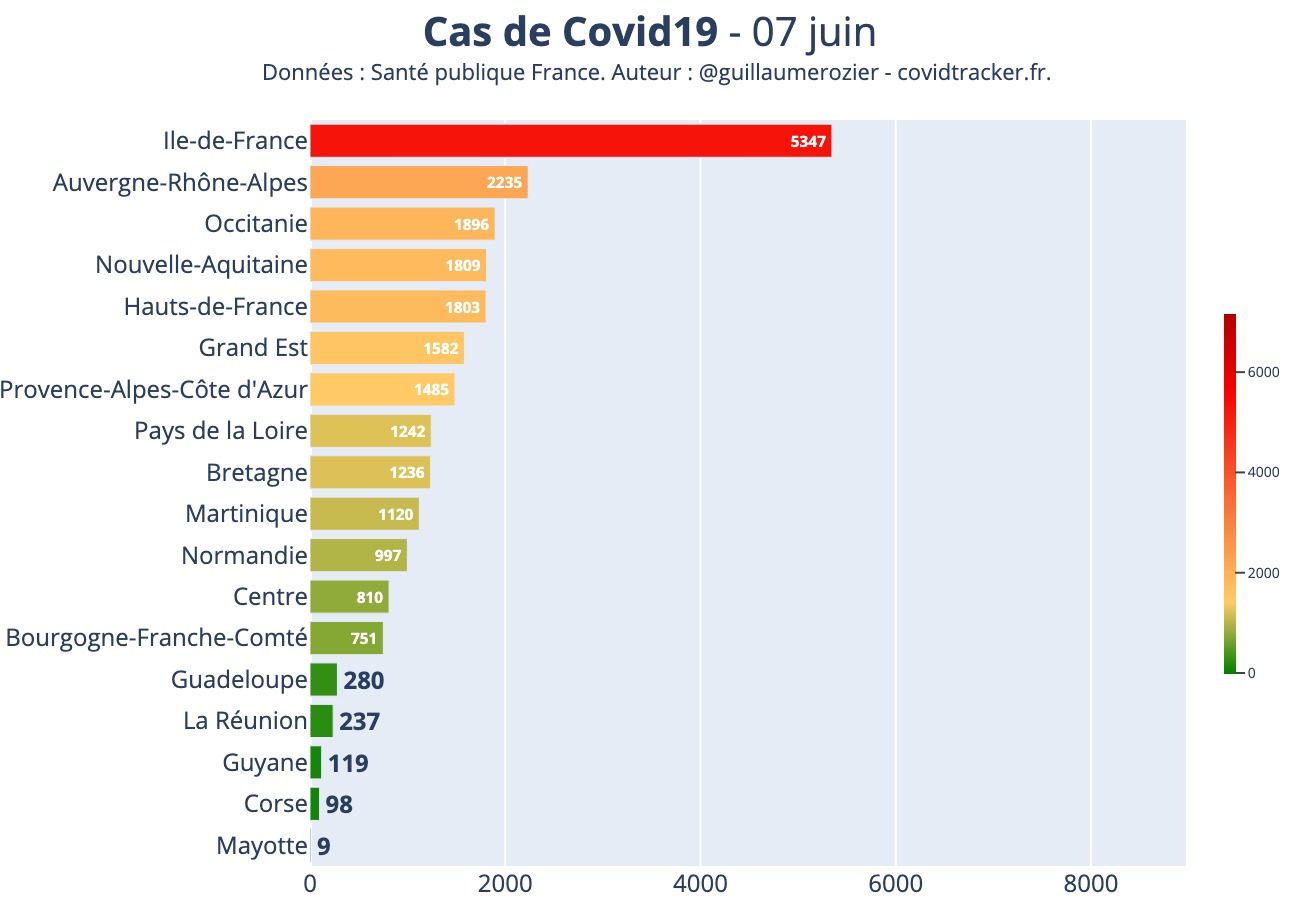 Cas de Covid19 - 07 juin
Données : Santé publique France. Auteur : @guillaumerozier - covidtracker.fr.
Ile-de-France 5347
Auvergne-Rhône-Alpes 2235
Occitanie 1896
Nouvelle-Aquitaine 1809
Hauts-de-France 1803
Grand Est 1582
Provence-Alpes-Côte d'Azur 1485
Pays de la Loire 1242
Bretagne 1236
Martinique 1120
Normandie 997
Centre 810
Bourgogne-Franche-Comté 751
Guadeloupe 280
La Réunion 237
Guyane 119
Corse 98
Mayotte 9
0 2000 4000 6000 8000
6000
4000
2000
0